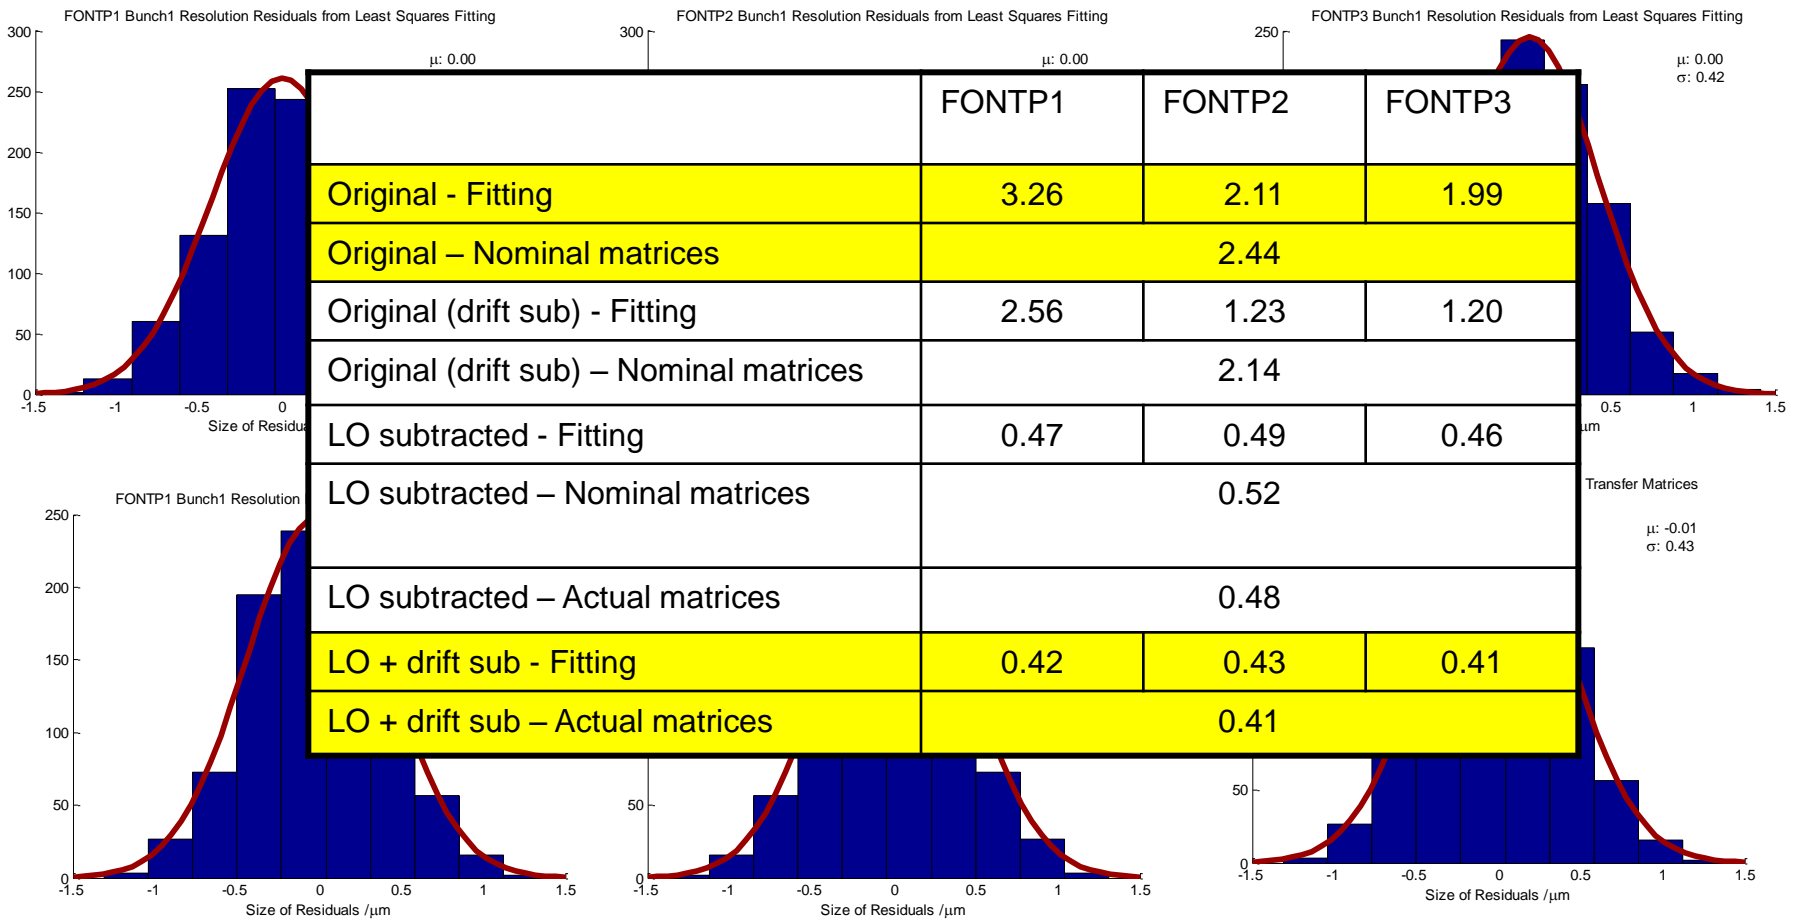 FONTP1 Bunch1 Resolution Residuals from Least Squares Fitting
μ: 0.00
300
250
200
150
100
50
0
-1.5
-1
-0.5
0
FONTP2 Bunch1 Resolution Residuals from Least Squares Fitting
μ: 0.00
300
FONTP3 Bunch1 Resolution Residuals from Least Squares Fitting
μ: 0.00
σ: 0.42
250
0.5
1
1.5
μm
FONTP1 FONTP2 FONTP3
Original - Fitting 3.26 2.11 1.99
Original – Nominal matrices 2.44
Original (drift sub) - Fitting 2.56 1.23 1.20
Original (drift sub) – Nominal matrices 2.14
LO subtracted - Fitting 0.47 0.49 0.46
LO subtracted – Nominal matrices 0.52
LO subtracted – Actual matrices 0.48
LO + drift sub - Fitting 0.42 0.43 0.41
LO + drift sub – Actual matrices 0.41
Size of
FONTP1 Bunch1 Resolution
250
200
150
100
50
0
-1.5 -1 -0.5 0 0.5 1 1.5
Size of Residuals /μm
50
0
-1.5 -1 -0.5 0 0.5 1 1.5
Size of Residuals /μm
Transfer Matrices
μ: -0.01
σ: 0.43
50
0
-1.5 -1 -0.5 0 0.5 1 1.5
Size of Residuals /μm